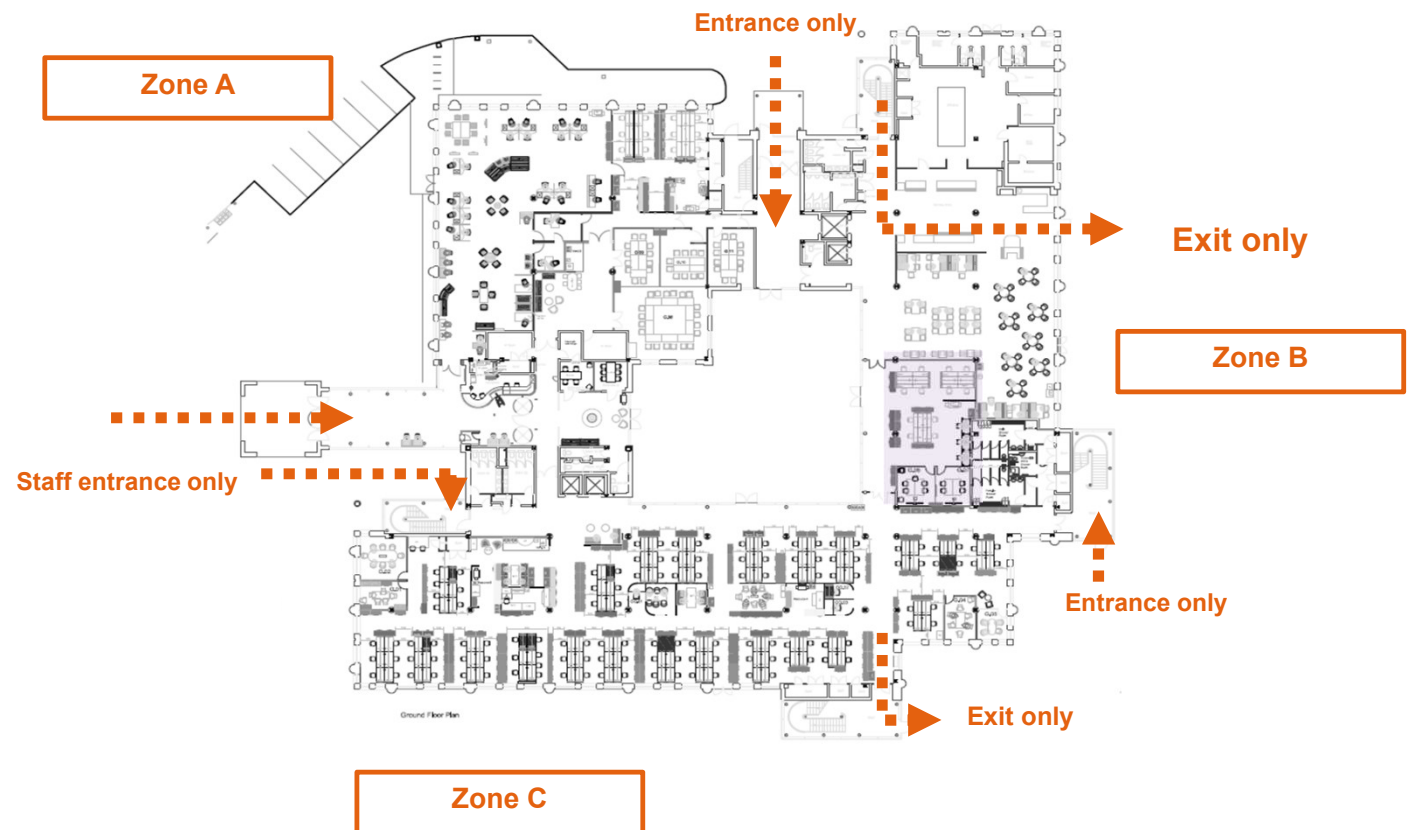 Entrance only
Zone A
Exit only
Zone B
Staff entrance only
Entrance only
Exit only
Ground Floor Plan
Zone C